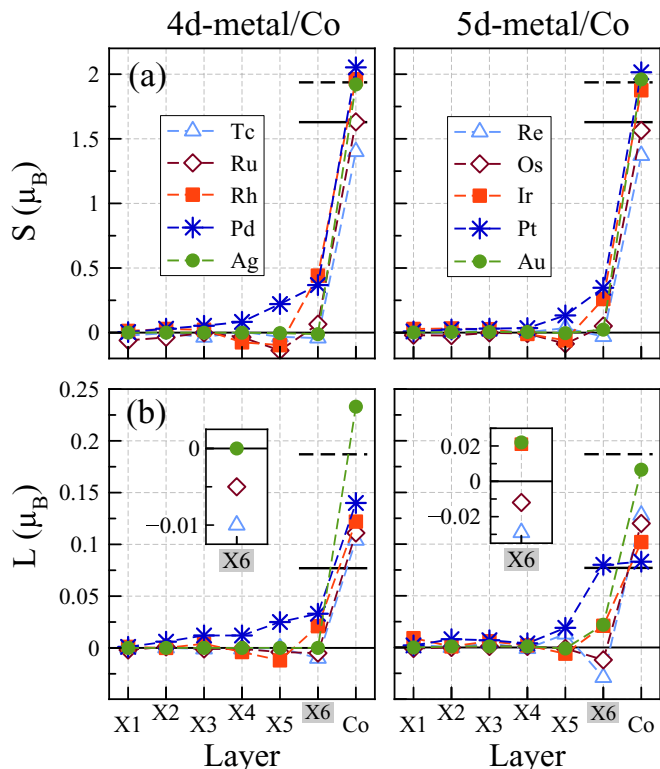 4d-metal/Co 5d-metal/Co
(a)
S (μB)
2
1.5
1
0.5
0
Tc
Ru
Rh
Pd
Ag
Re
Os
Ir
Pt
Au
(b)
L (μB)
0.25
0.2
0.15
0.1
0.05
0
0
−0.01
X6
0.02
0
−0.02
X6
X1 X2 X3 X4 X5 X6 Co
X1 X2 X3 X4 X5 X6 Co
Layer Layer